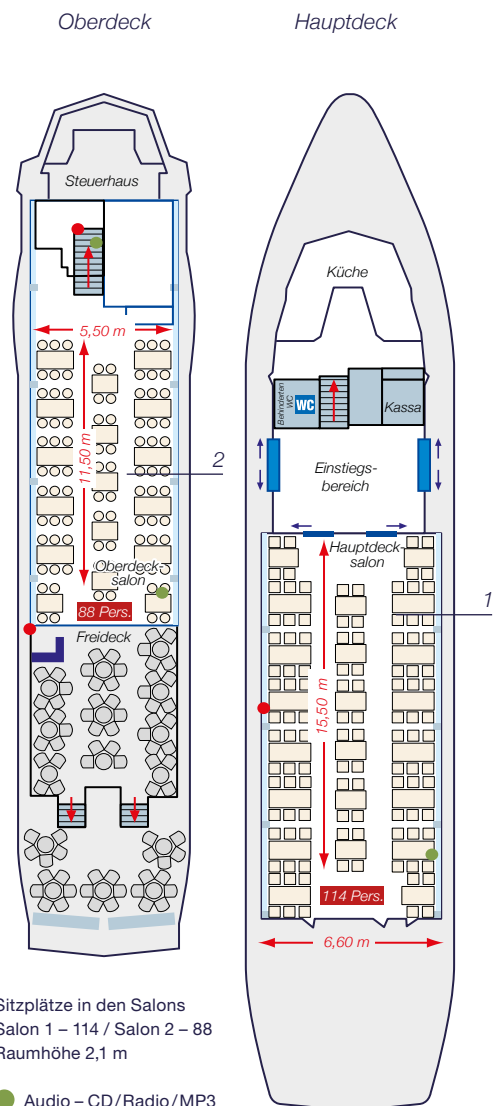 Oberdeck
Hauptdeck
Steuerhaus
5,50 m
11,50 m
2
Oberdeck-
salon
88 Pers.
Freideck
Küche
Behinderten
WC
WC
Kassa
Einstiegs-
bereich
Hauptdeck-
salon
1
15,50 m
114 Pers.
6,60 m
Sitzplätze in den Salons
Salon 1 – 114 / Salon 2 – 88
Raumhöhe 2,1 m
Audio – CD/Radio/MP3